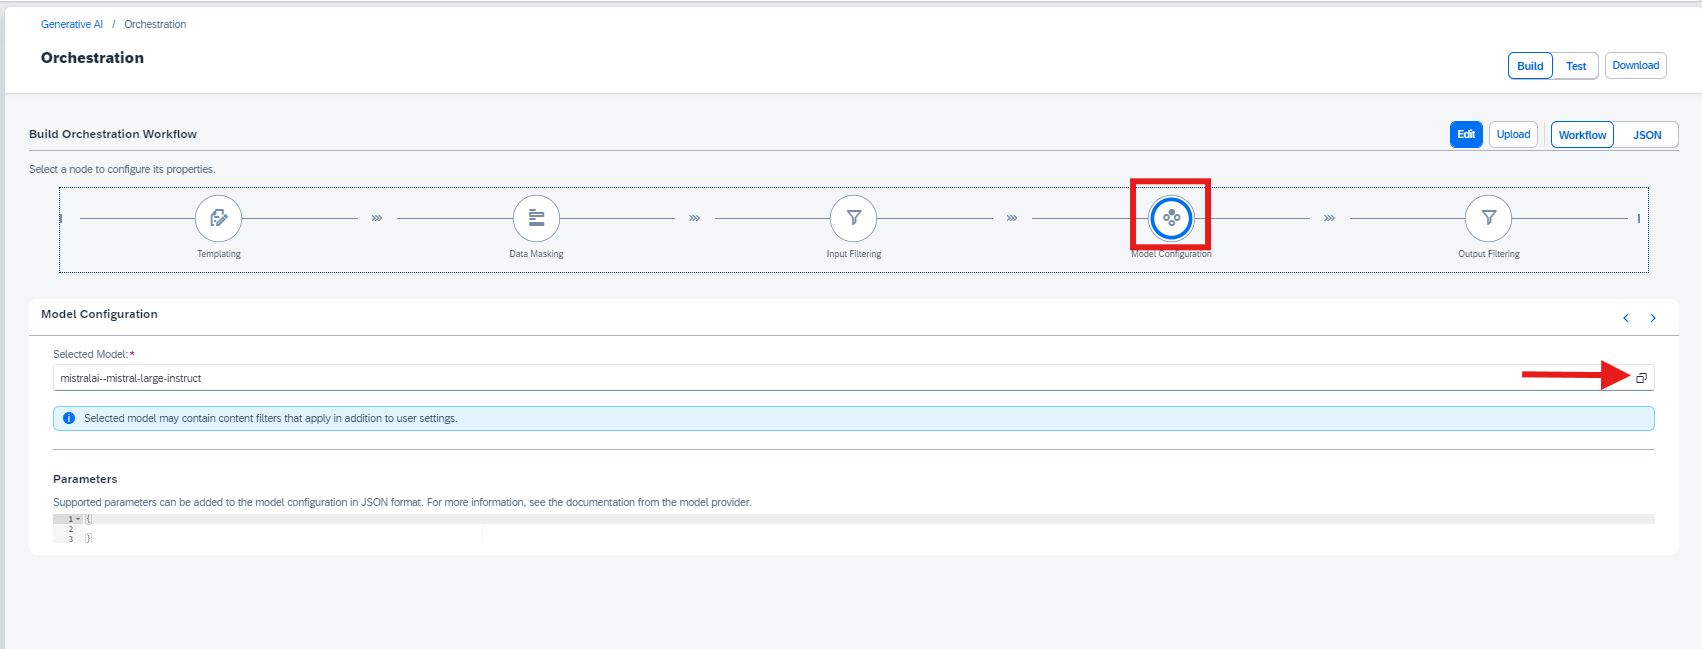 Generative AI / Orchestration
Orchestration
Build Test Download
Build Orchestration Workflow
Edit Upload Workflow JSON
Select a node to configure its properties.
Templating Data Masking Input Filtering Model Configuration Output Filtering
Model Configuration
Selected Model:*
mistralai--mistral-large-instruct
Selected model may contain content filters that apply in addition to user settings.
Parameters
Supported parameters can be added to the model configuration in JSON format. For more information, see the documentation from the model provider.
1 {
2
3 }